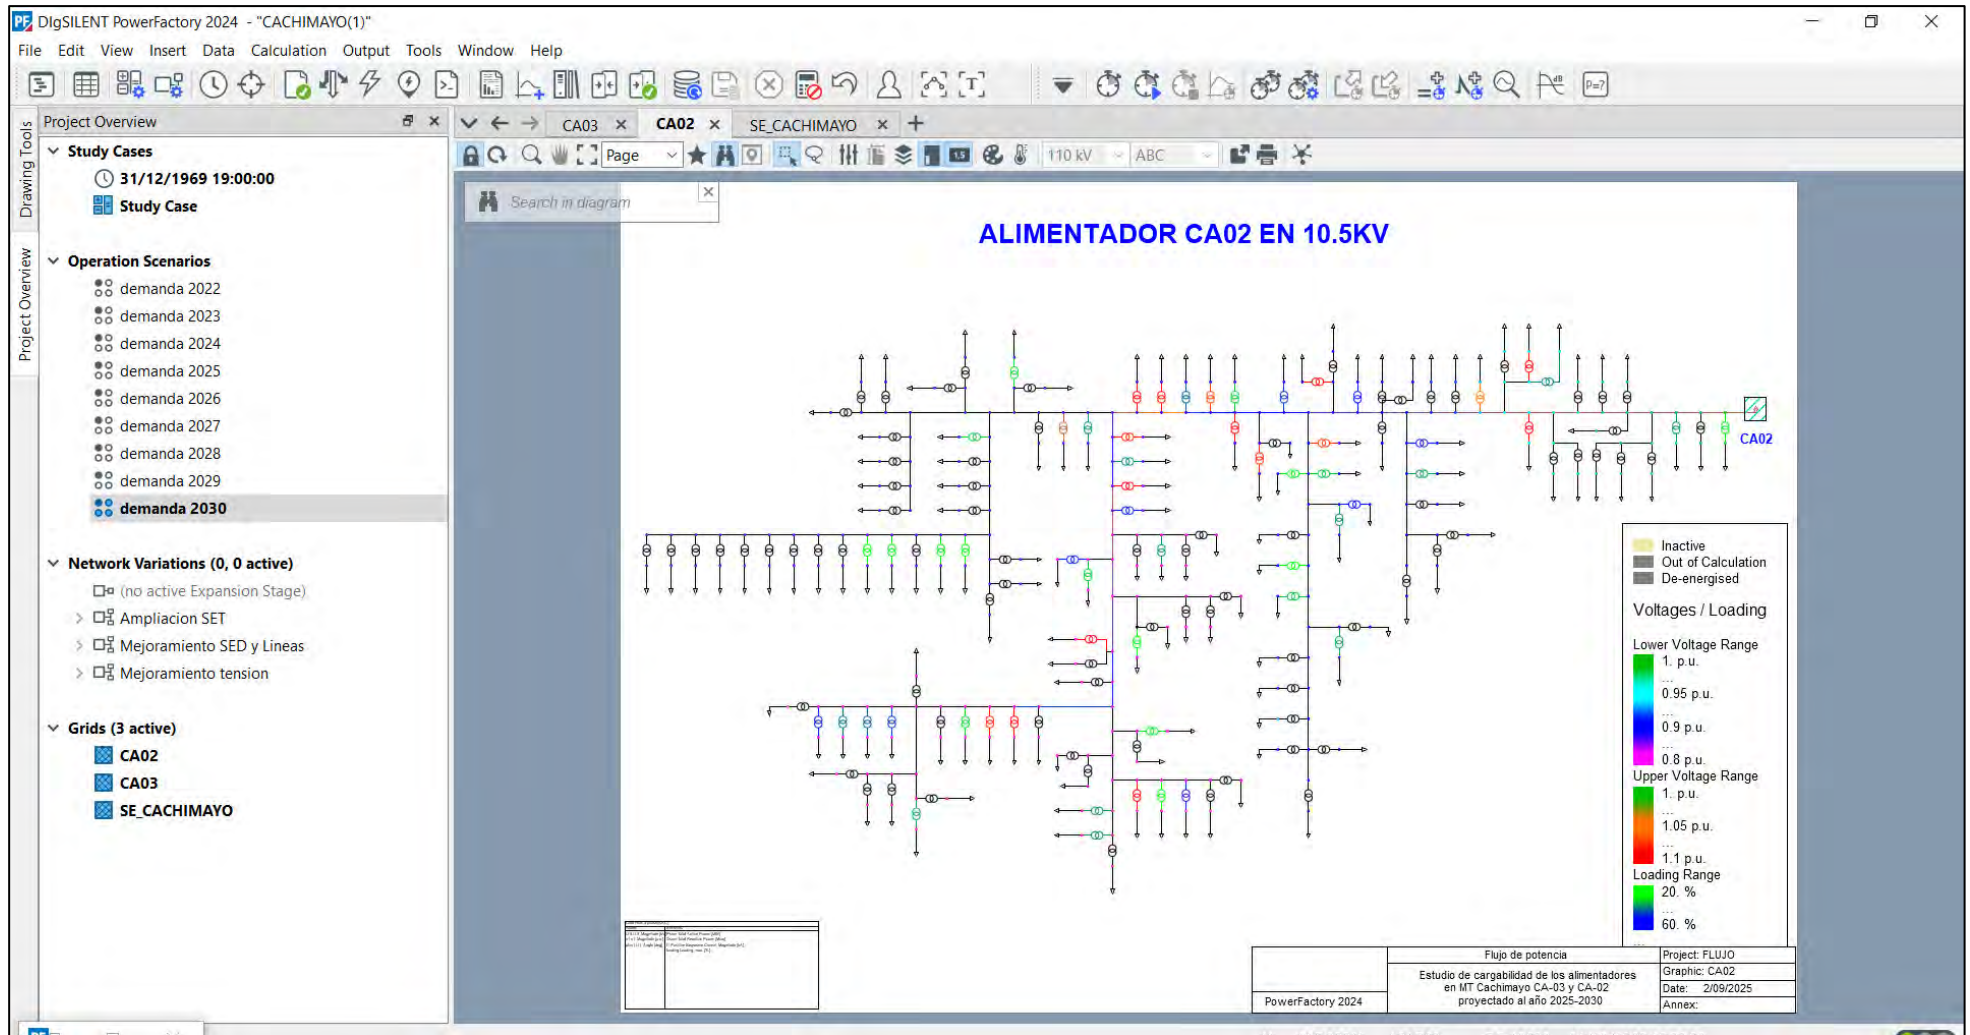 DIgSILENT PowerFactory 2024 - "CACHIMAYO(1)"
File Edit View Insert Data Calculation Output Tools Window Help
Project Overview
CA03
CA02
SE_CACHIMAYO
Drawing Tools
Project Overview
Page
110 kV
ABC
Search in diagram
Study Cases
31/12/1969 19:00:00
Study Case
Operation Scenarios
demanda 2022
demanda 2023
demanda 2024
demanda 2025
demanda 2026
demanda 2027
demanda 2028
demanda 2029
demanda 2030
Network Variations (0, 0 active)
(no active Expansion Stage)
Ampliacion SET
Mejoramiento SED y Lineas
Mejoramiento tension
Grids (3 active)
CA02
CA03
SE_CACHIMAYO
ALIMENTADOR CA02 EN 10.5KV
CA02
Inactive
Out of Calculation
De-energised
Voltages / Loading
Lower Voltage Range
1. p.u.
...
0.95 p.u.
...
0.9 p.u.
...
0.8 p.u.
Upper Voltage Range
1. p.u.
...
1.05 p.u.
...
1.1 p.u.
Loading Range
20. %
...
60. %
...
PowerFactory 2024
Flujo de potencia
Estudio de cargabilidad de los alimentadores
en MT Cachimayo CA-03 y CA-02
proyectado al año 2025-2030
Project: FLUJO
Graphic: CA02
Date: 2/09/2025
Annex: